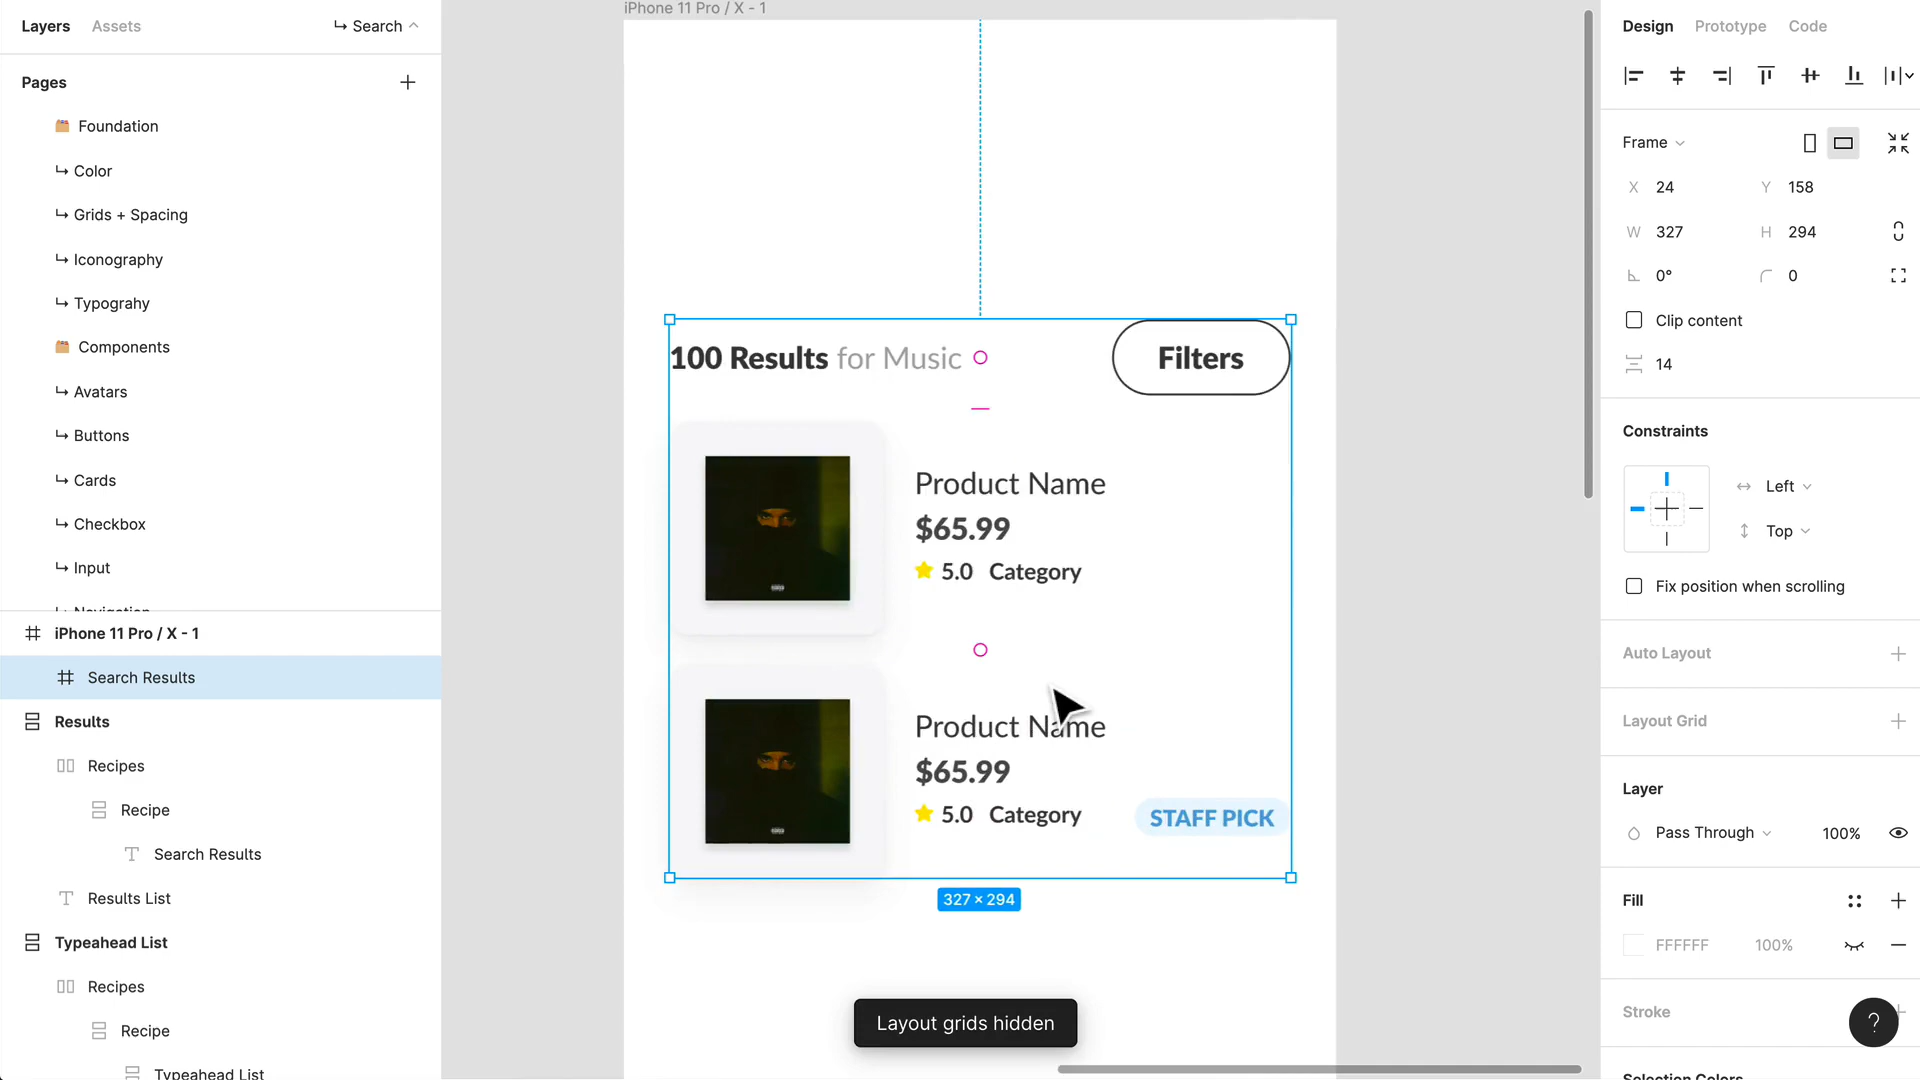 Layers
Assets
↳ Search
Pages
Foundation
↳ Color
↳ Grids + Spacing
↳ Iconography
↳ Typograhy
Components
↳ Avatars
↳ Buttons
↳ Cards
↳ Checkbox
↳ Input
↳ Navigation
iPhone 11 Pro / X - 1
Search Results
Results
Recipes
Recipe
Search Results
Results List
Typeahead List
Recipes
Recipe
Typeahead List
iPhone 11 Pro / X - 1
100 Results for Music
Filters
Product Name
$65.99
5.0 Category
Product Name
$65.99
5.0 Category
STAFF PICK
327 × 294
Layout grids hidden
Design
Prototype
Code
Frame
X 24
Y 158
W 327
H 294
0°
0
Clip content
14
Constraints
Left
Top
Fix position when scrolling
Auto Layout
Layout Grid
Layer
Pass Through
100%
Fill
FFFFFF
100%
Stroke
?
Selection Colors